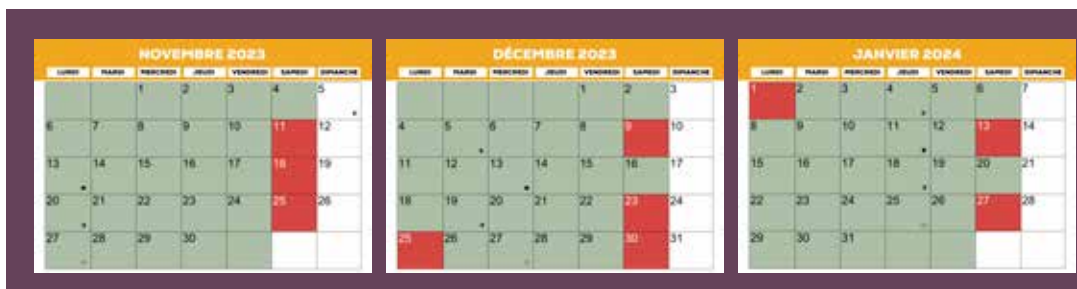 NOVEMBRE 2023
LUNDI MARDI MERCREDI JEUDI VENDREDI SAMEDI DIMANCHE
1 2 3 4 5
6 7 8 9 10 11 12
13 14 15 16 17 18 19
20 21 22 23 24 25 26
27 28 29 30
DÉCEMBRE 2023
LUNDI MARDI MERCREDI JEUDI VENDREDI SAMEDI DIMANCHE
1 2 3
4 5 6 7 8 9 10
11 12 13 14 15 16 17
18 19 20 21 22 23 24
25 26 27 28 29 30 31
JANVIER 2024
LUNDI MARDI MERCREDI JEUDI VENDREDI SAMEDI DIMANCHE
1 2 3 4 5 6 7
8 9 10 11 12 13 14
15 16 17 18 19 20 21
22 23 24 25 26 27 28
29 30 31